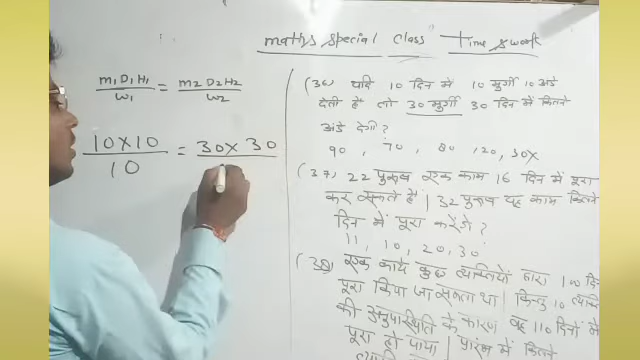 maths special class Time & work
M₁D₁H₁ / W₁ = M₂D₂H₂ / W₂
10×10 / 10 = 30×30
(36) यदि 10 दिन में 10 मुर्गी 10 अंडे
देती है तो 30 मुर्गी 30 दिन में कितने
अंडे देगी?
90, 70, 80, 120, 30x
(37) 22 पुरुष एक काम 16 दिन में पूरा
कर सकते हैं | 32 पुरुष वह काम कितने
दिन में पूरा करेंगे?
11, 10, 20, 30
(38) एक कार्य कुछ व्यक्तियों द्वारा 100 दिन
पूरा किया जा सकता था | किन्तु 10 व्यक्ति
की अनुपस्थिति के कारण वह 110 दिनों में
पूरा हो पाया | प्रारंभ में कितने